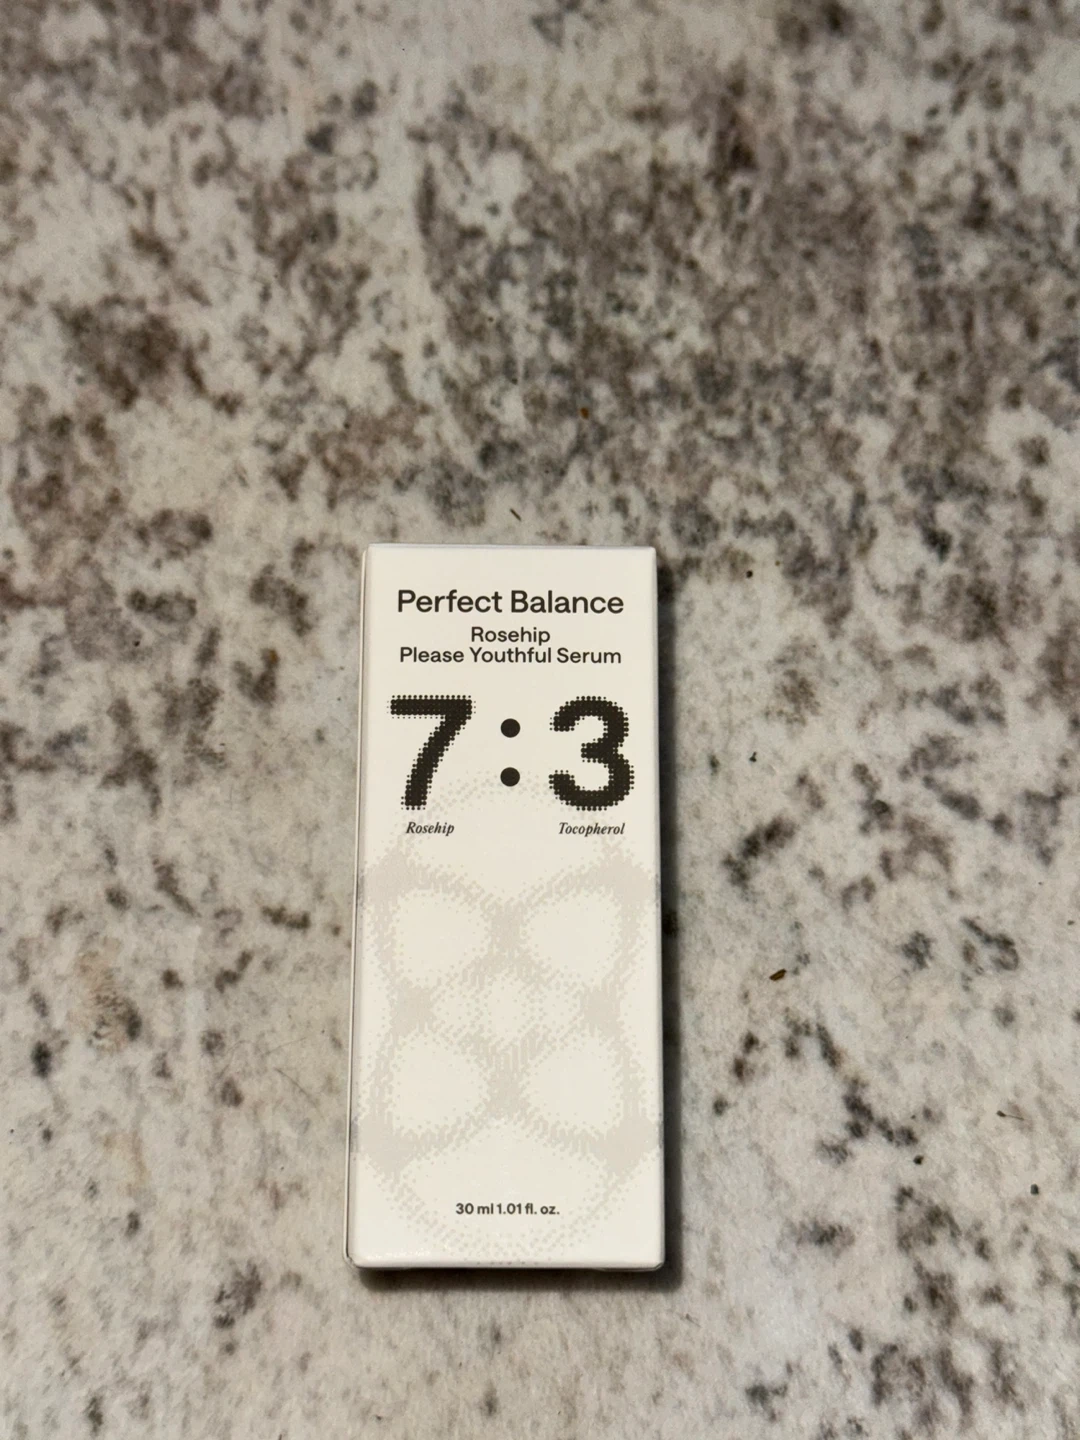 Perfect Balance
Rosehip
Please Youthful Serum
7:3
Rosehip Tocopherol
30 ml 1.01 fl. oz.